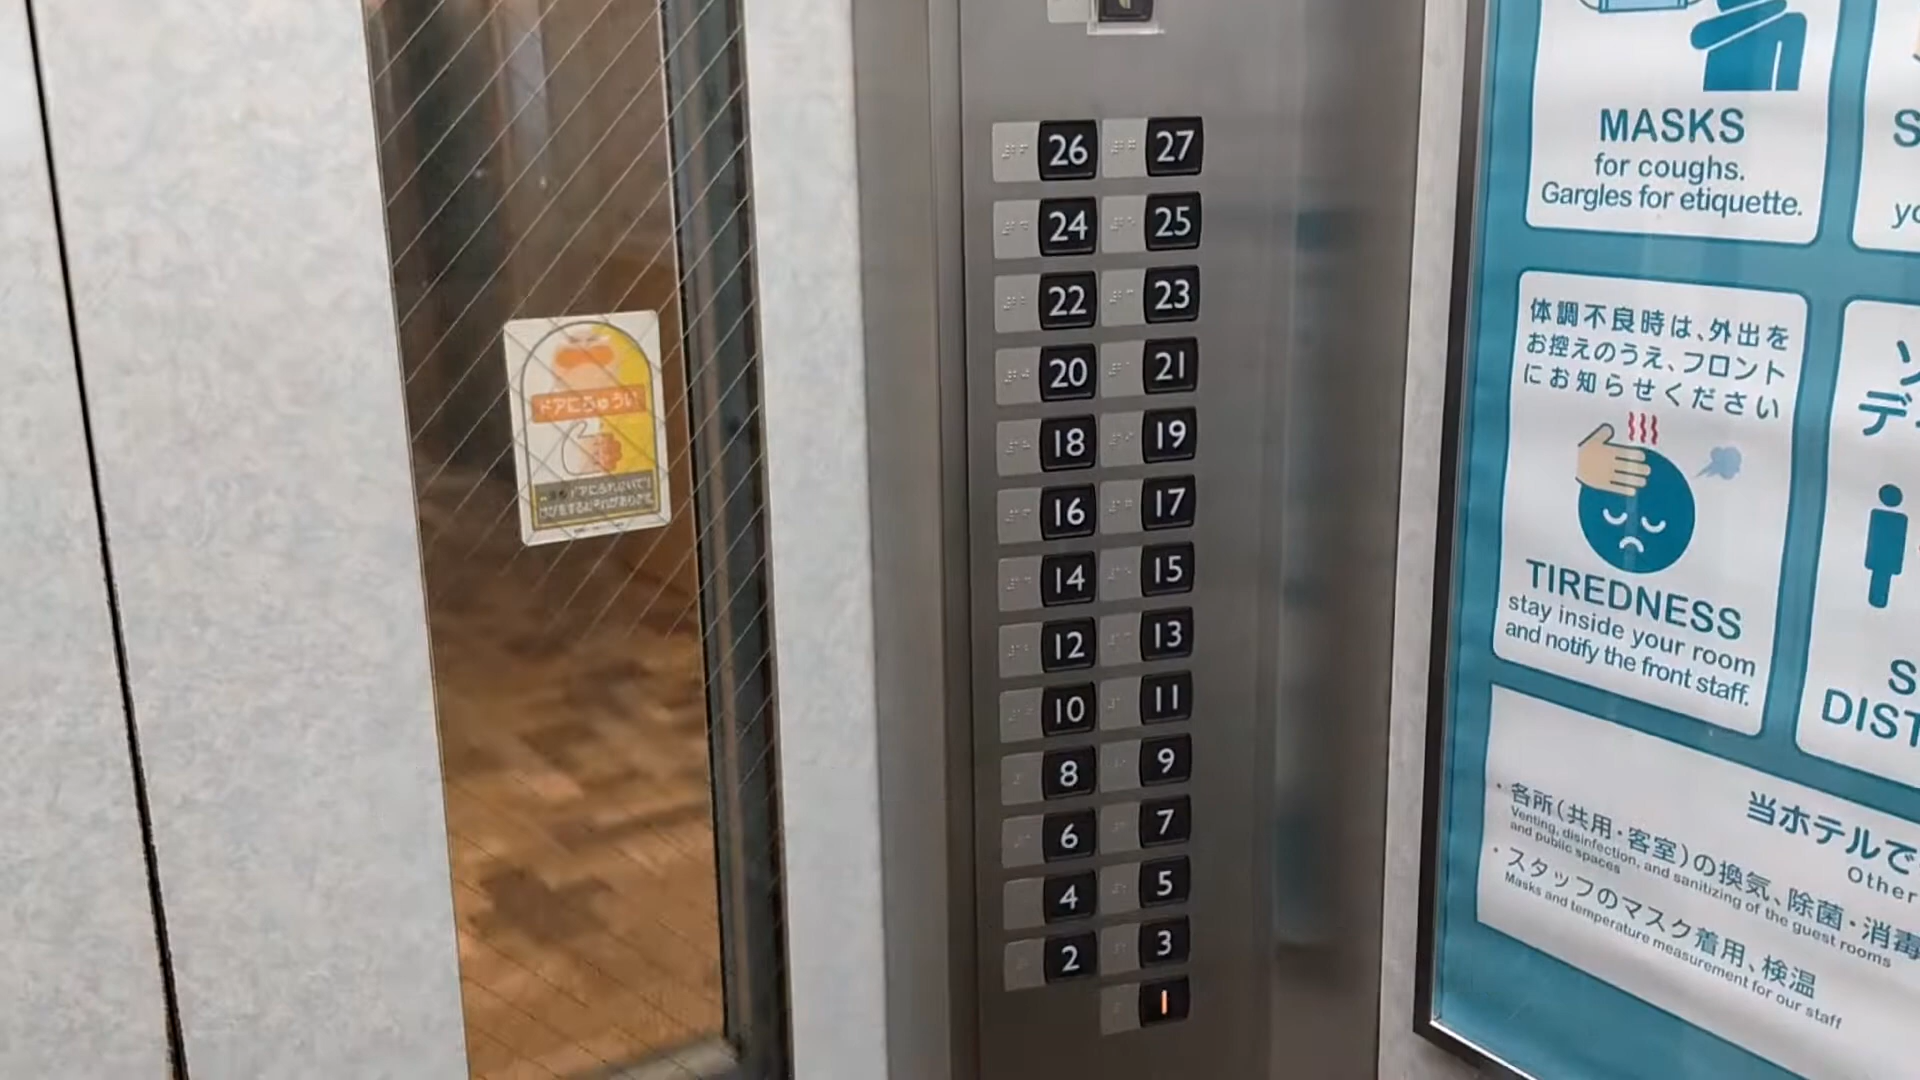 ドアにちゅうい
26 27
24 25
22 23
20 21
18 19
16 17
14 15
12 13
10 11
8 9
6 7
4 5
2 3
1
MASKS
for coughs.
Gargles for etiquette.
体調不良時は、外出を
お控えのうえ、フロント
にお知らせください
TIREDNESS
stay inside your room
and notify the front staff.
DIST
当ホテルで
Other
・各所(共用・客室)の換気、除菌・消毒
Venting, disinfection, and sanitizing of the guest rooms
and public spaces
・スタッフのマスク着用、検温
Masks and temperature measurement for our staff